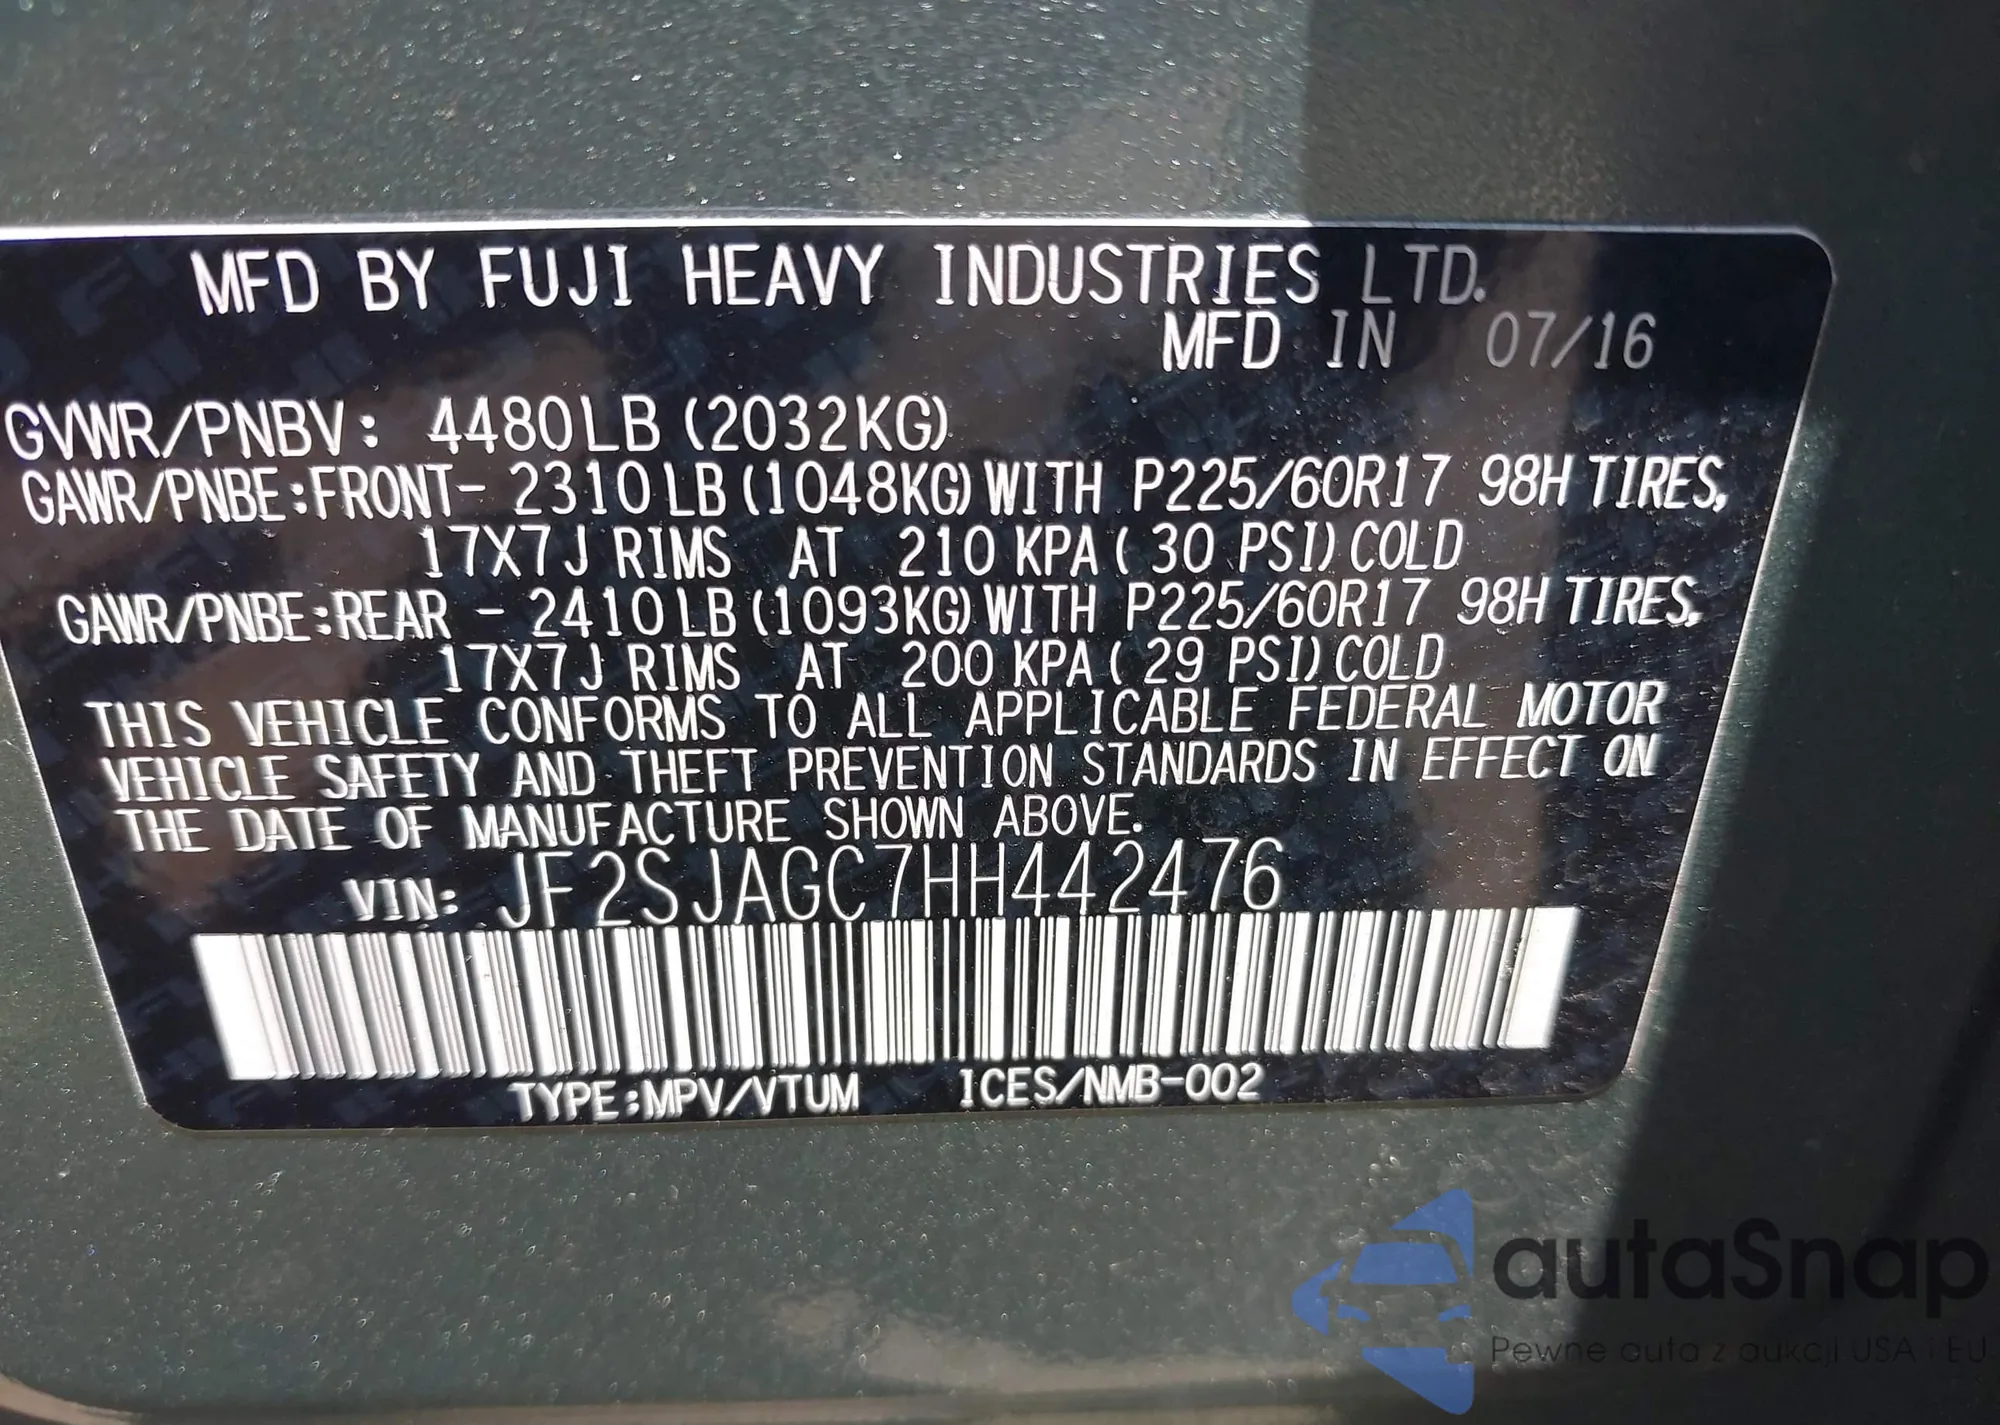 MFD BY FUJI HEAVY INDUSTRIES LTD.
MFD IN 07/16
GVWR/PNBV: 4480LB (2032KG)
GAWR/PNBE:FRONT- 2310LB (1048KG) WITH P225/60R17 98H TIRES,
17X7J RIMS AT 210 KPA ( 30 PSI) COLD
GAWR/PNBE:REAR - 2410LB (1093KG) WITH P225/60R17 98H TIRES,
17X7J RIMS AT 200 KPA ( 29 PSI) COLD
THIS VEHICLE CONFORMS TO ALL APPLICABLE FEDERAL MOTOR
VEHICLE SAFETY AND THEFT PREVENTION STANDARDS IN EFFECT ON
THE DATE OF MANUFACTURE SHOWN ABOVE.
VIN: JF2SJAGC7HH442476
TYPE:MPV/VTUM ICES/NMB-002
autaSnap
Pewne auta z aukcji USA i EU